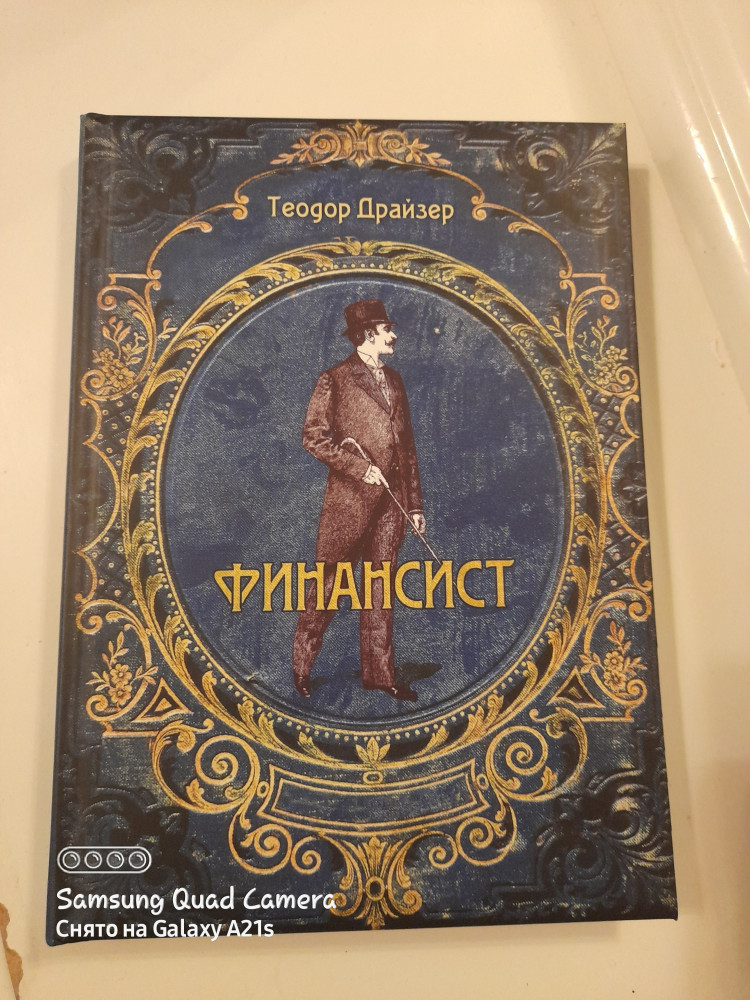 Теодор Драйзер
ФИНАНСИСТ
Samsung Quad Camera
Снято на Galaxy A21s